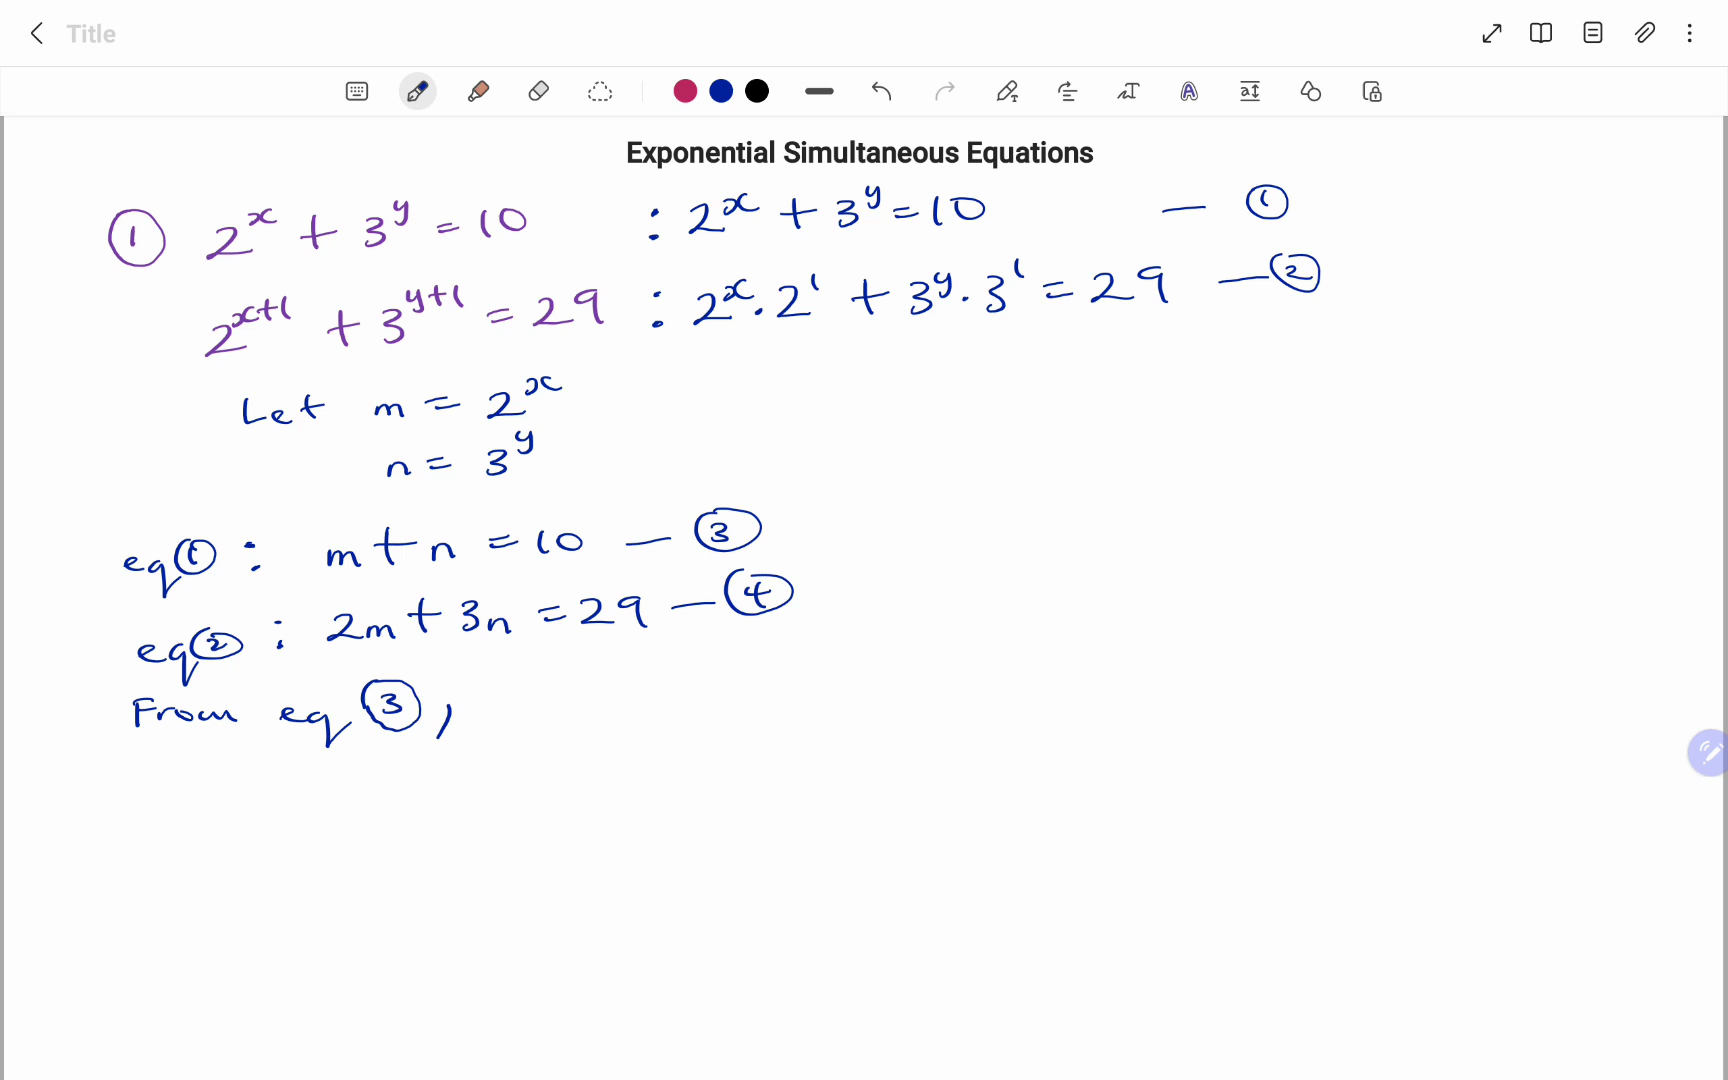 Title
Exponential Simultaneous Equations
① 2^x + 3^y = 10 : 2^x + 3^y = 10 — ①
2^{x+1} + 3^{y+1} = 29 : 2^x · 2^1 + 3^y · 3^1 = 29 — ②
Let m = 2^x
n = 3^y
eq① : m + n = 10 — ③
eq② : 2m + 3n = 29 — ④
From eq ③,